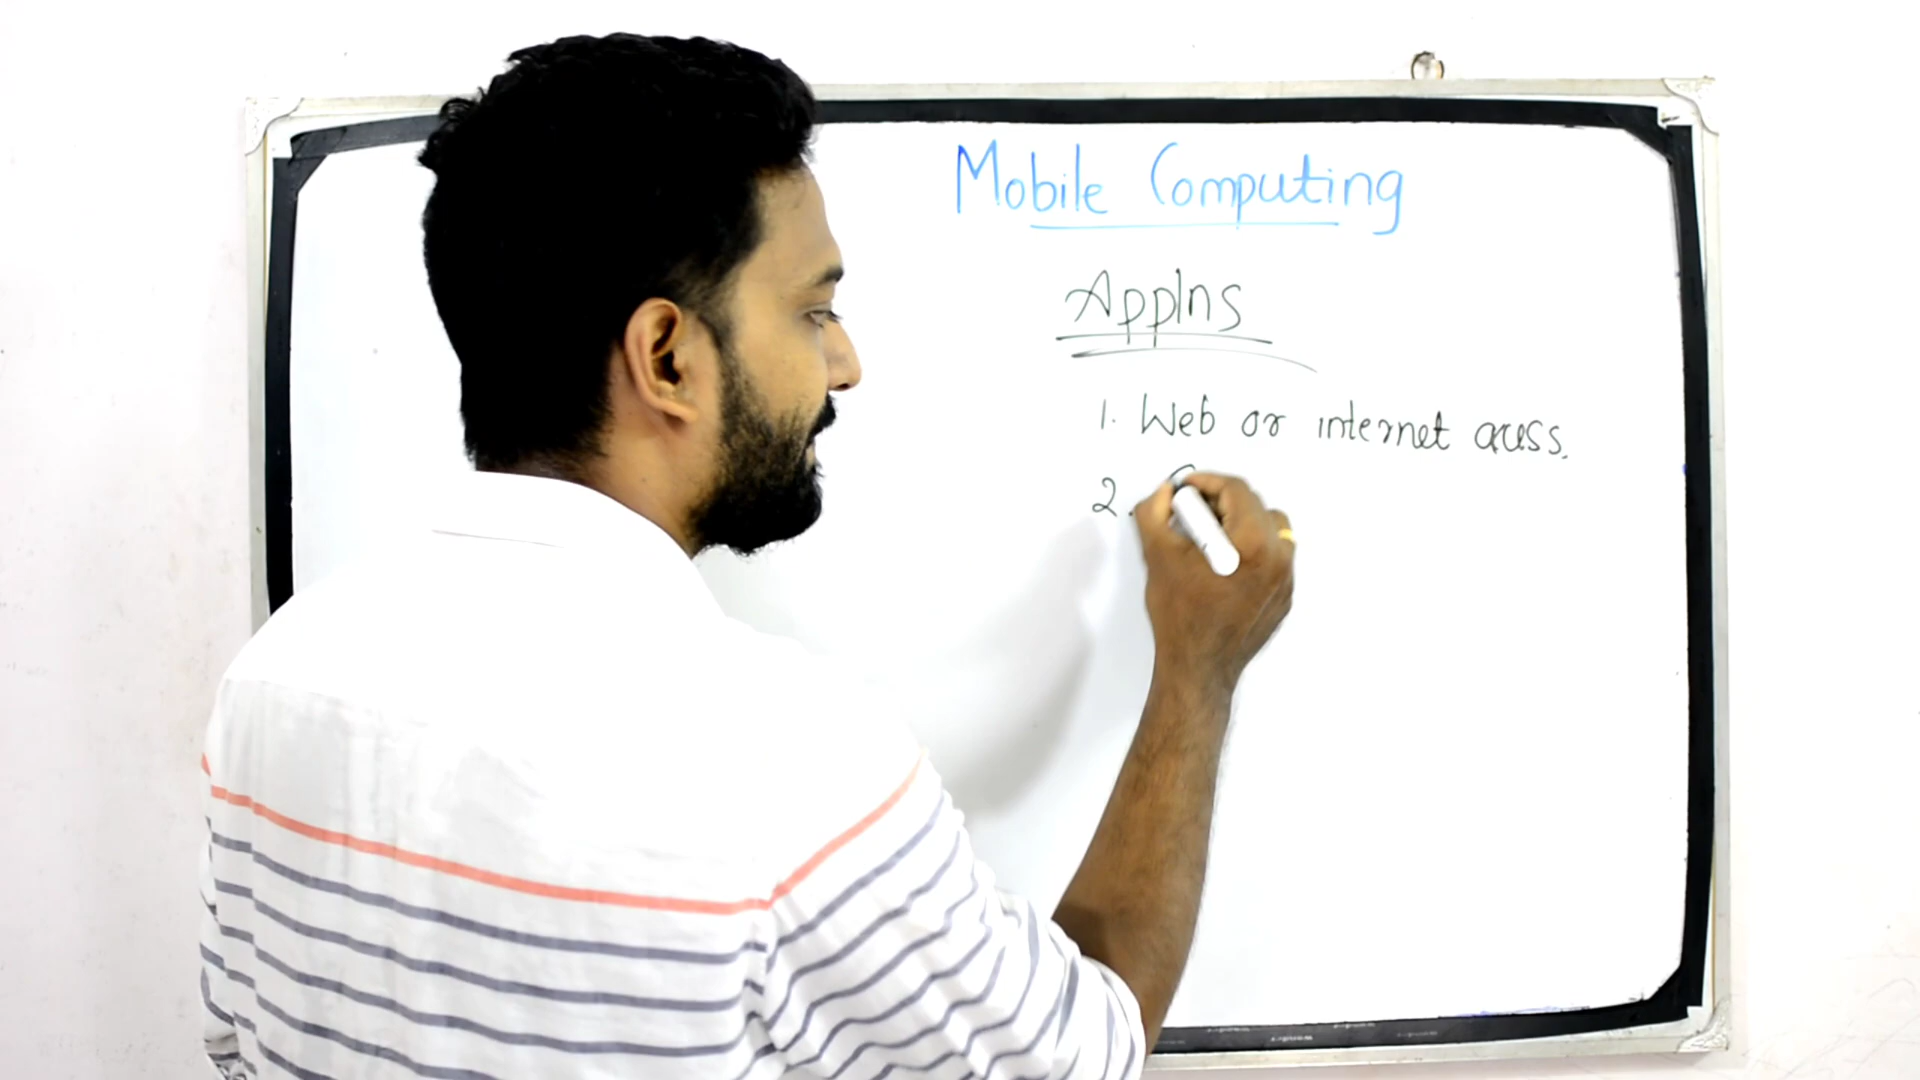 Mobile Computing
Applns
1. Web or internet access.
2.